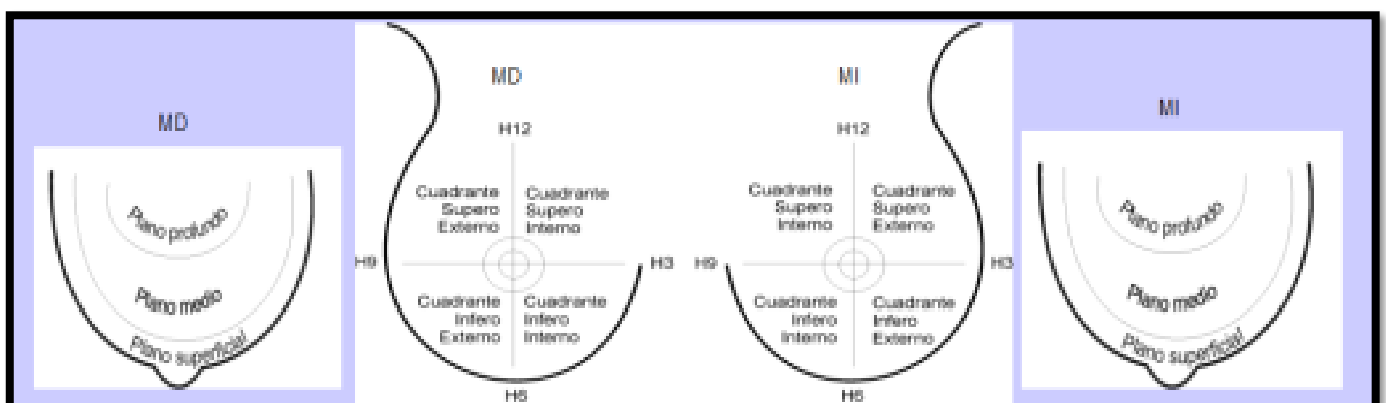 MD
Plano profundo
Plano medio
Plano superficial
MD
H12
Cuadrante
Supero
Externo
Cuadrante
Supero
Interno
H9
H3
Cuadrante
Infero
Externo
Cuadrante
Infero
Interno
H6
MI
H12
Cuadrante
Supero
Interno
Cuadrante
Supero
Externo
H9
H3
Cuadrante
Infero
Interno
Cuadrante
Infero
Externo
H6
MI
Plano profundo
Plano medio
Plano superficial